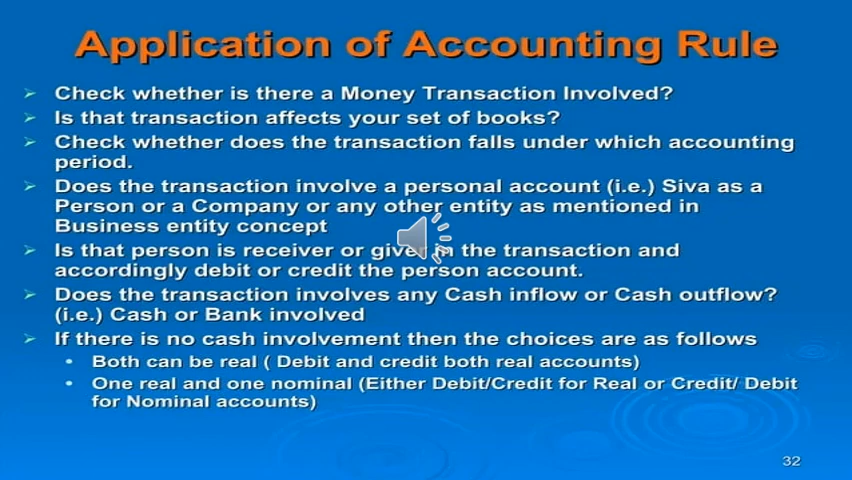 Application of Accounting Rule
Check whether is there a Money Transaction Involved?
Is that transaction affects your set of books?
Check whether does the transaction falls under which accounting
period.
Does the transaction involve a personal account (i.e.) Siva as a
Person or a Company or any other entity as mentioned in
Business entity concept
Is that person is receiver or giver in the transaction and
accordingly debit or credit the person account.
Does the transaction involves any Cash inflow or Cash outflow?
(i.e.) Cash or Bank involved
If there is no cash involvement then the choices are as follows
Both can be real ( Debit and credit both real accounts)
One real and one nominal (Either Debit/Credit for Real or Credit/ Debit
for Nominal accounts)
32